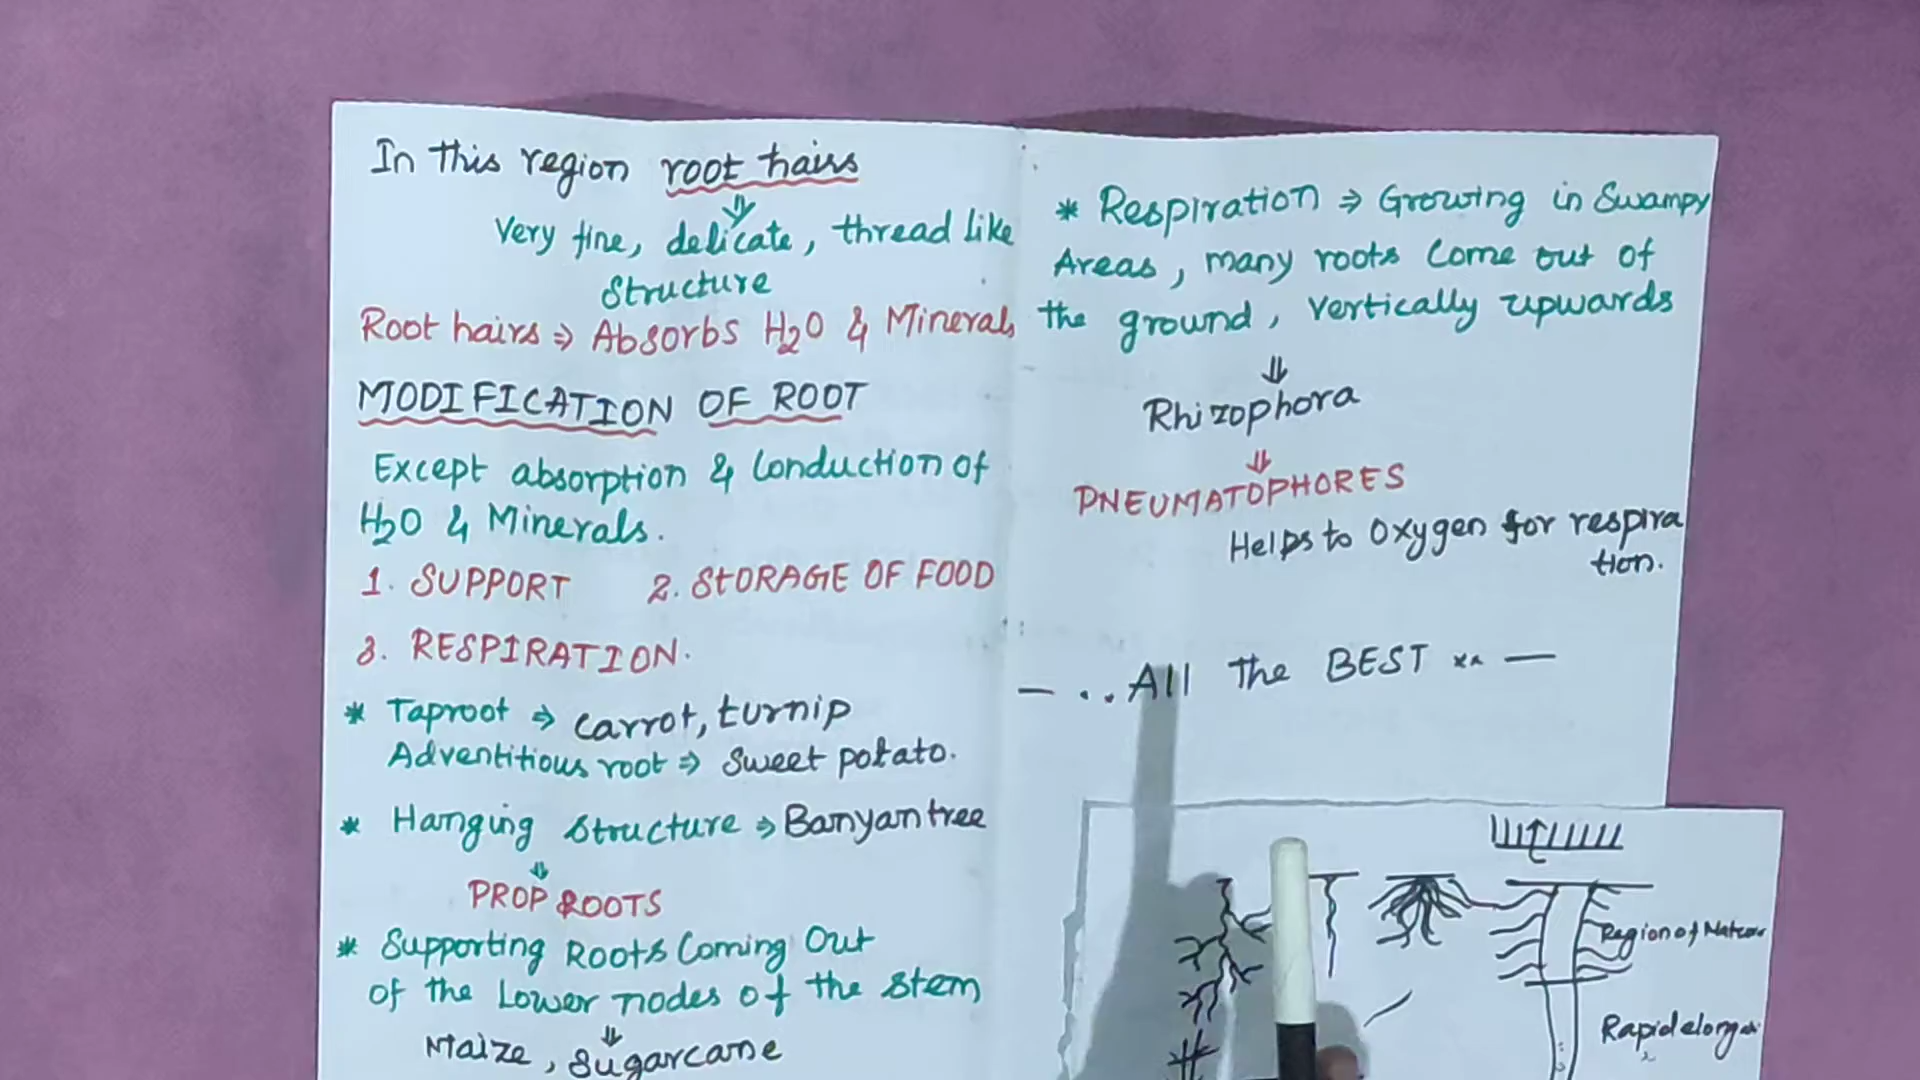 In this region root hairs
⇓
Very fine, delicate, thread like
Structure
Root hairs ⇒ Absorbs H2O & Minerals
MODIFICATION OF ROOT
Except absorption & Conduction of
H2O & Minerals.
1. SUPPORT 2. STORAGE OF FOOD
3. RESPIRATION.
* Taproot ⇒ carrot, turnip
Adventitious root ⇒ Sweet potato.
* Hanging Structure ⇒ Banyan tree
⇓
PROP ROOTS
* Supporting Roots Coming Out
of the Lower nodes of the stem
⇓
Maize, Sugarcane
* Respiration ⇒ Growing in Swampy
Areas, many roots Come out of
the ground, Vertically upwards
⇓
Rhizophora
⇓
PNEUMATOPHORES
Helps to Oxygen for respira
tion.
— .. All the BEST xx —
Region of
Rapid